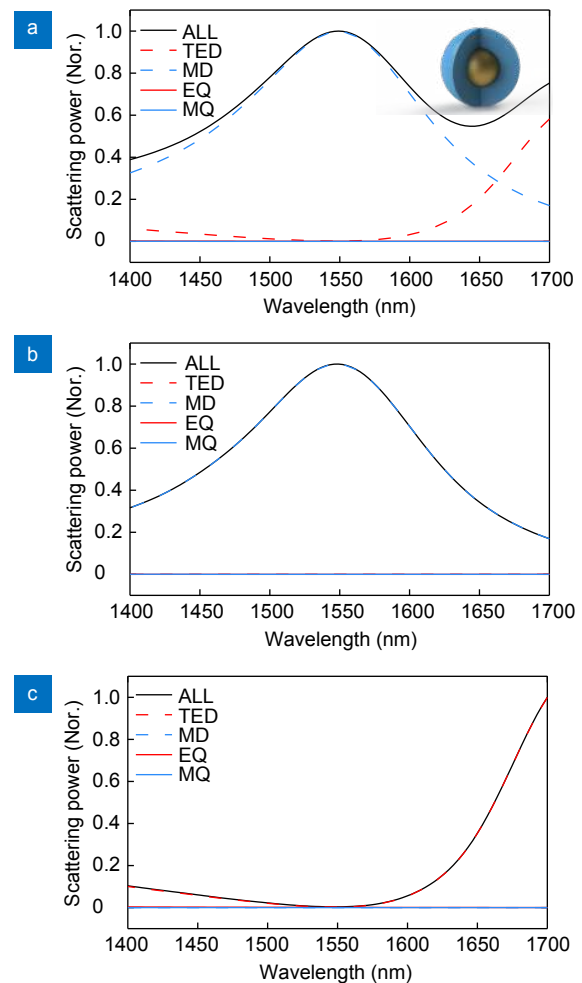 a
ALL
TED
MD
EQ
MQ
Scattering power (Nor.)
1.0
0.8
0.6
0.4
0.2
0
1400 1450 1500 1550 1600 1650 1700
Wavelength (nm)
b
ALL
TED
MD
EQ
MQ
Scattering power (Nor.)
1.0
0.8
0.6
0.4
0.2
0
1400 1450 1500 1550 1600 1650 1700
Wavelength (nm)
c
ALL
TED
MD
EQ
MQ
Scattering power (Nor.)
1.0
0.8
0.6
0.4
0.2
0
1400 1450 1500 1550 1600 1650 1700
Wavelength (nm)